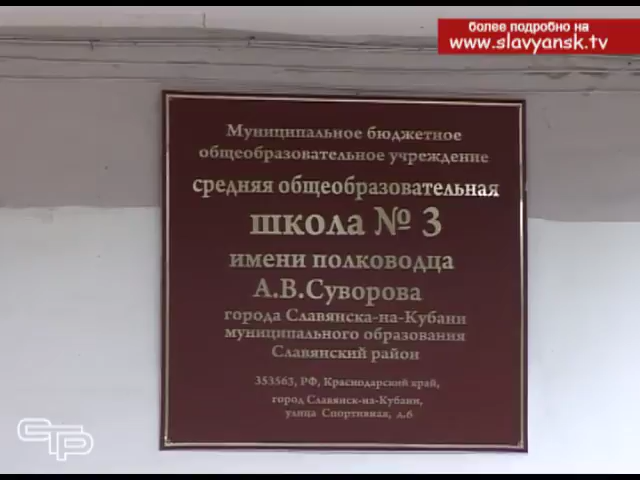 более подробно на
www.slavyansk.tv
Муниципальное бюджетное
общеобразовательное учреждение
средняя общеобразовательная
школа № 3
имени полководца
А.В.Суворова
города Славянска-на-Кубани
муниципального образования
Славянский район
353563, РФ, Краснодарский край,
город Славянск-на-Кубани,
улица Спортивная, д.6
СТР